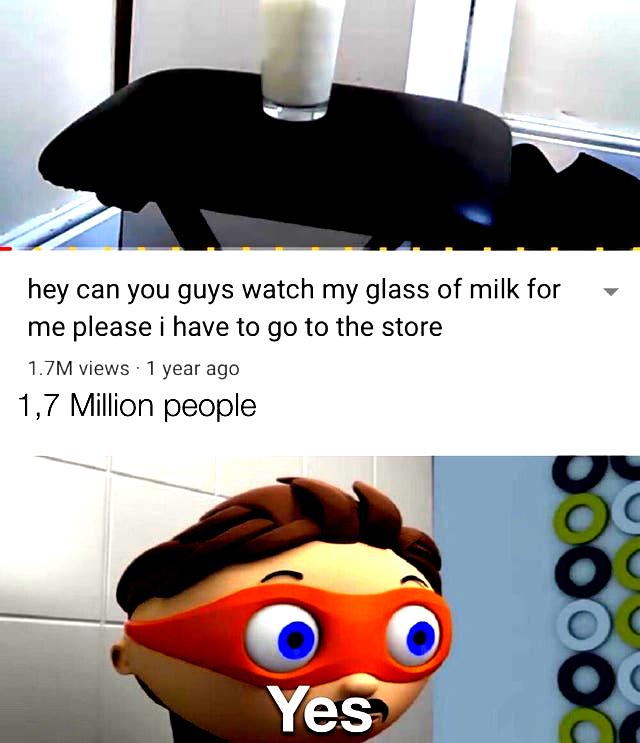 hey can you guys watch my glass of milk for
me please i have to go to the store
1.7M views · 1 year ago
1,7 Million people
Yes